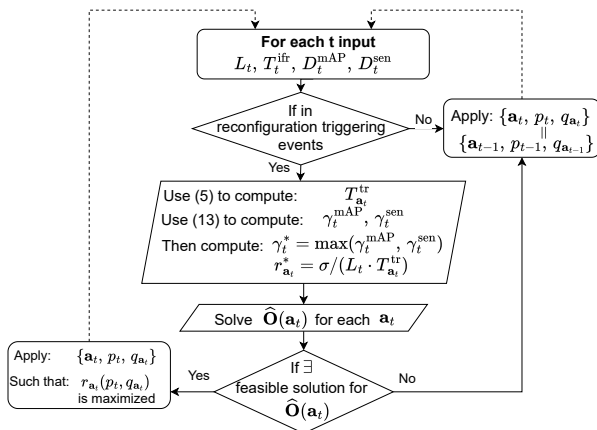 For each t input
L_t, T_t^{ifr}, D_t^{mAP}, D_t^{sen}
If in
reconfiguration triggering
events
No
Apply: {𝐚_t, p_t, q_{𝐚_t}}
||
{𝐚_{t−1}, p_{t−1}, q_{𝐚_{t−1}}}
Yes
Use (5) to compute: T_{𝐚_t}^{tr}
Use (13) to compute: γ_t^{mAP}, γ_t^{sen}
Then compute: γ_t^* = max(γ_t^{mAP}, γ_t^{sen})
r_{𝐚_t}^* = σ/(L_t · T_{𝐚_t}^{tr})
Solve Ô(𝐚_t) for each 𝐚_t
If ∃
feasible solution for
Ô(𝐚_t)
Yes
No
Apply: {𝐚_t, p_t, q_{𝐚_t}}
Such that: r_{𝐚_t}(p_t, q_{𝐚_t})
is maximized